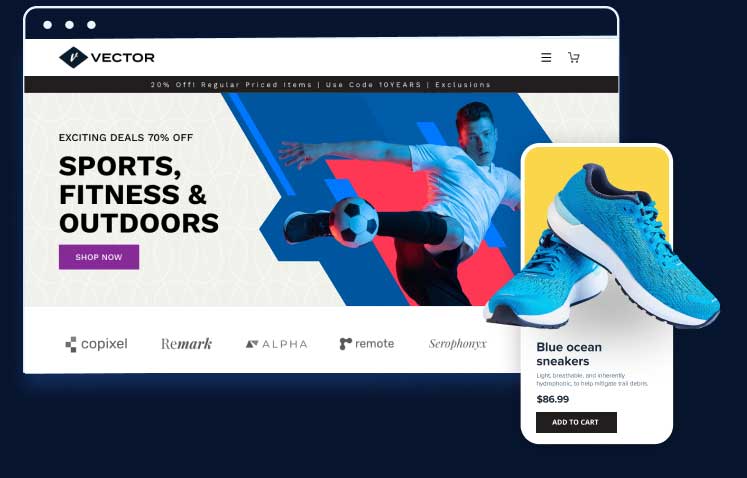 VECTOR
20% Off! Regular Priced Items | Use Code 10YEARS | Exclusions
EXCITING DEALS 70% OFF
SPORTS,
FITNESS &
OUTDOORS
SHOP NOW
copixel
Remark
ALPHA
remote
Serophonyx
Blue ocean
sneakers
Light, breathable, and inherently
hydrophobic, to help mitigate trail debris.
$86.99
ADD TO CART